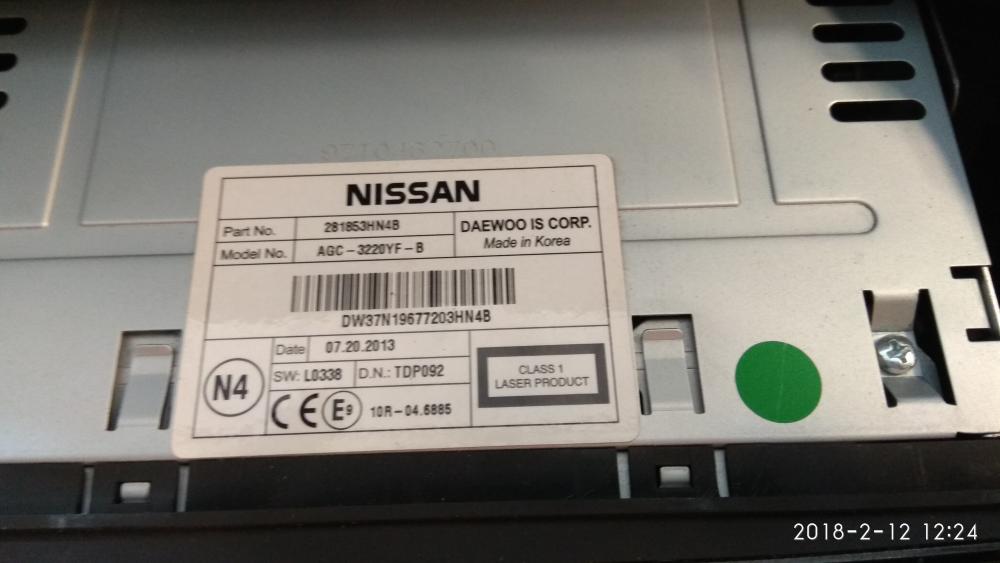 NISSAN
Part No. 281853HN4B
Model No. AGC-3220YF-B
DAEWOO IS CORP.
Made in Korea
DW37N19677203HN4B
N4
Date 07.20.2013
SW: L0338 D.N.: TDP092
CE E9 10R-04.6885
CLASS 1
LASER PRODUCT
2018-2-12 12:24